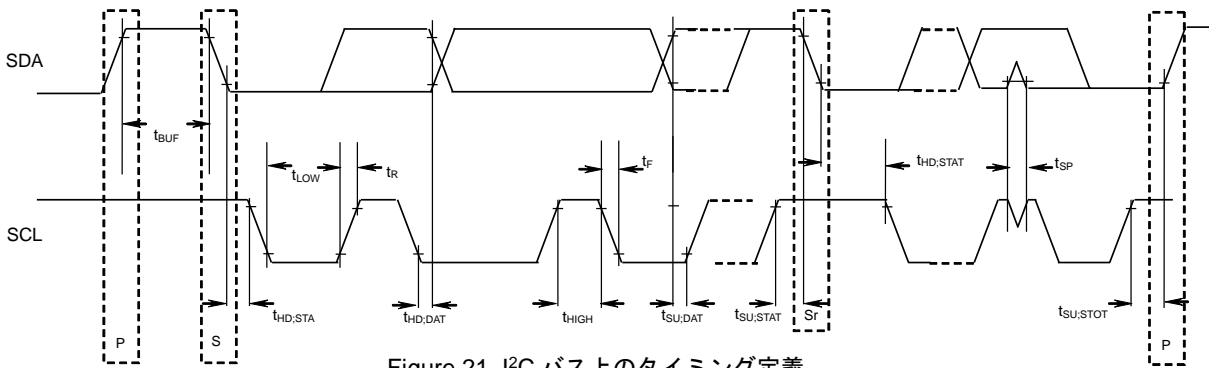 SDA
tBUF
tLOW
tR
tF
tHD;STAT
tSP
SCL
tHD;STA
tHD;DAT
tHIGH
tSU;DAT
tSU;STAT
Sr
tSU;STOT
P
S
P
Figure 21. I²C バス上のタイミング定義